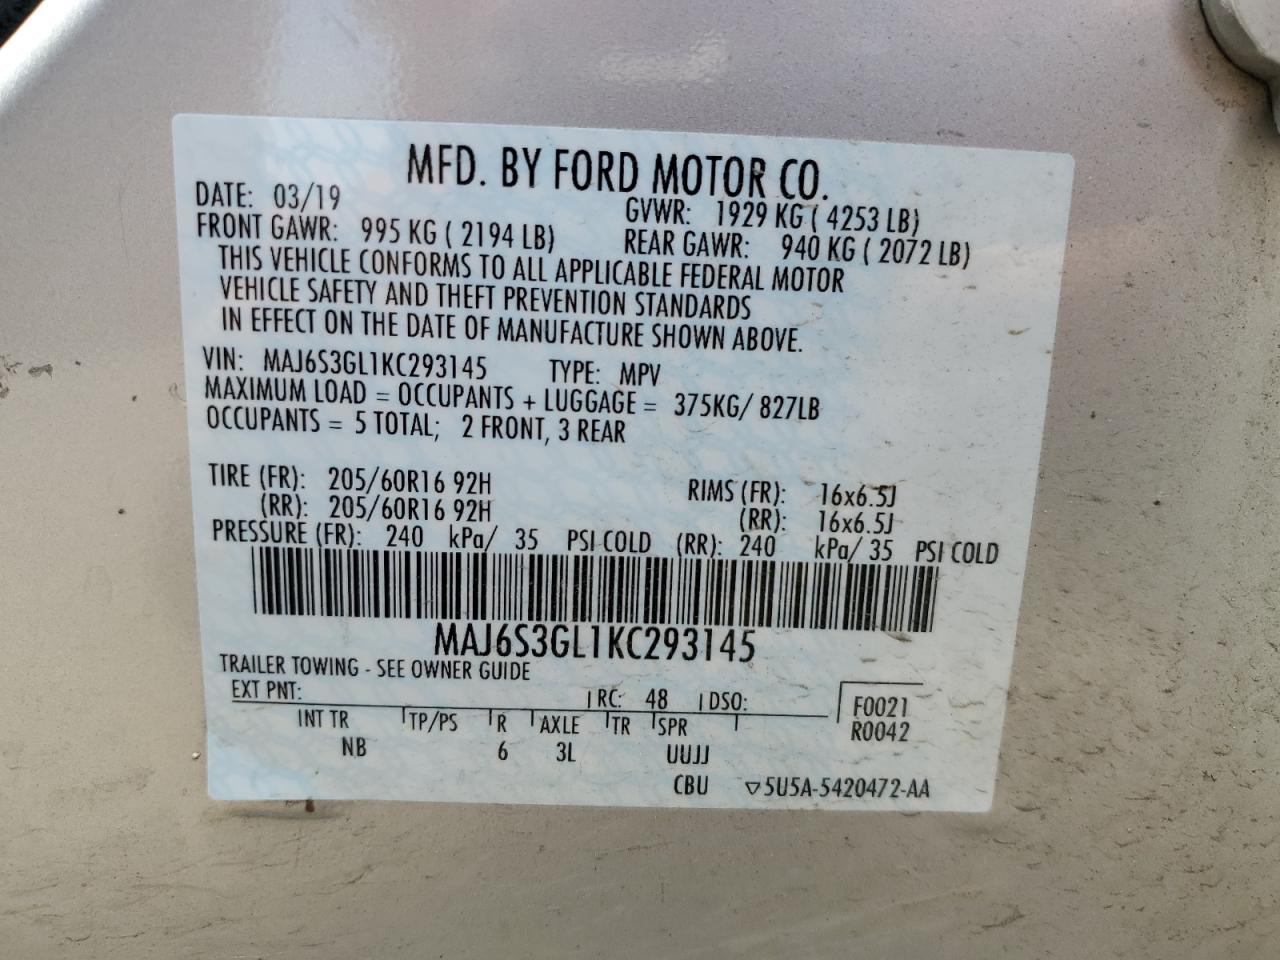 MFD. BY FORD MOTOR CO.
DATE: 03/19 GVWR: 1929 KG ( 4253 LB)
FRONT GAWR: 995 KG ( 2194 LB) REAR GAWR: 940 KG ( 2072 LB)
THIS VEHICLE CONFORMS TO ALL APPLICABLE FEDERAL MOTOR
VEHICLE SAFETY AND THEFT PREVENTION STANDARDS
IN EFFECT ON THE DATE OF MANUFACTURE SHOWN ABOVE.
VIN: MAJ6S3GL1KC293145 TYPE: MPV
MAXIMUM LOAD = OCCUPANTS + LUGGAGE = 375KG/ 827LB
OCCUPANTS = 5 TOTAL; 2 FRONT, 3 REAR
TIRE (FR): 205/60R16 92H RIMS (FR): 16x6.5J
(RR): 205/60R16 92H (RR): 16x6.5J
PRESSURE (FR): 240 kPa/ 35 PSI COLD (RR): 240 kPa/ 35 PSI COLD
MAJ6S3GL1KC293145
TRAILER TOWING - SEE OWNER GUIDE
EXT PNT: RC: 48 DSO: F0021
INT TR TP/PS R AXLE TR SPR R0042
NB 6 3L UUJJ
CBU ▽5U5A-5420472-AA